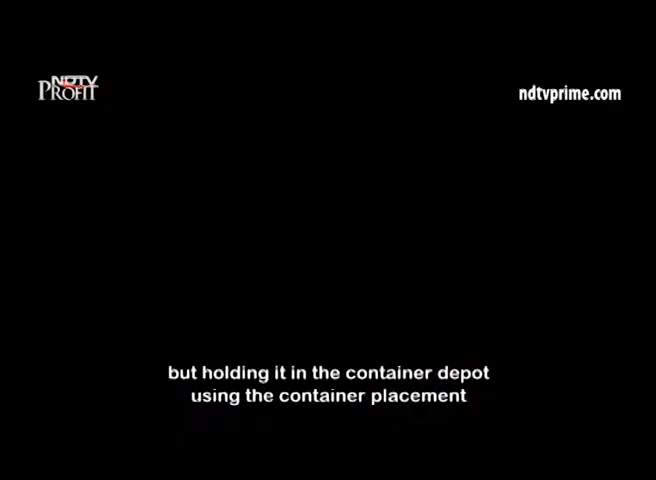 NDTV
PROFIT
ndtvprime.com
but holding it in the container depot
using the container placement